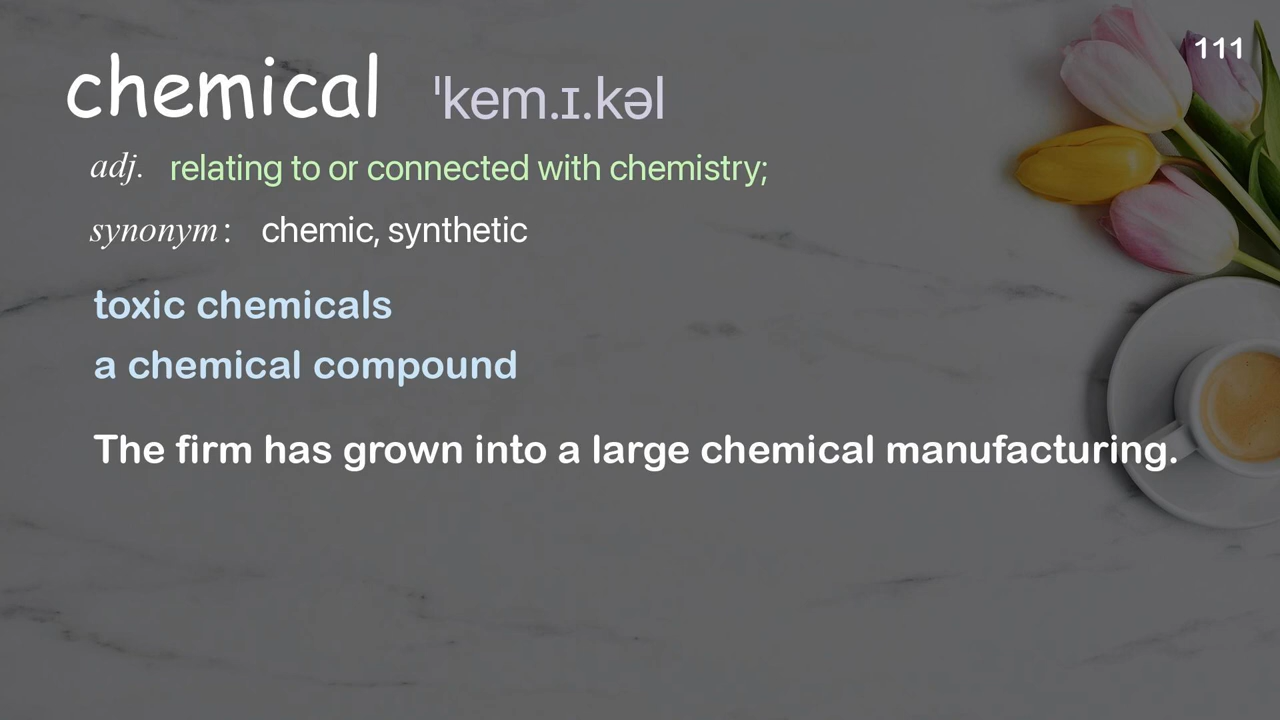 111
chemical ˈkem.ɪ.kəl
adj. relating to or connected with chemistry;
synonym: chemic, synthetic
toxic chemicals
a chemical compound
The firm has grown into a large chemical manufacturing.